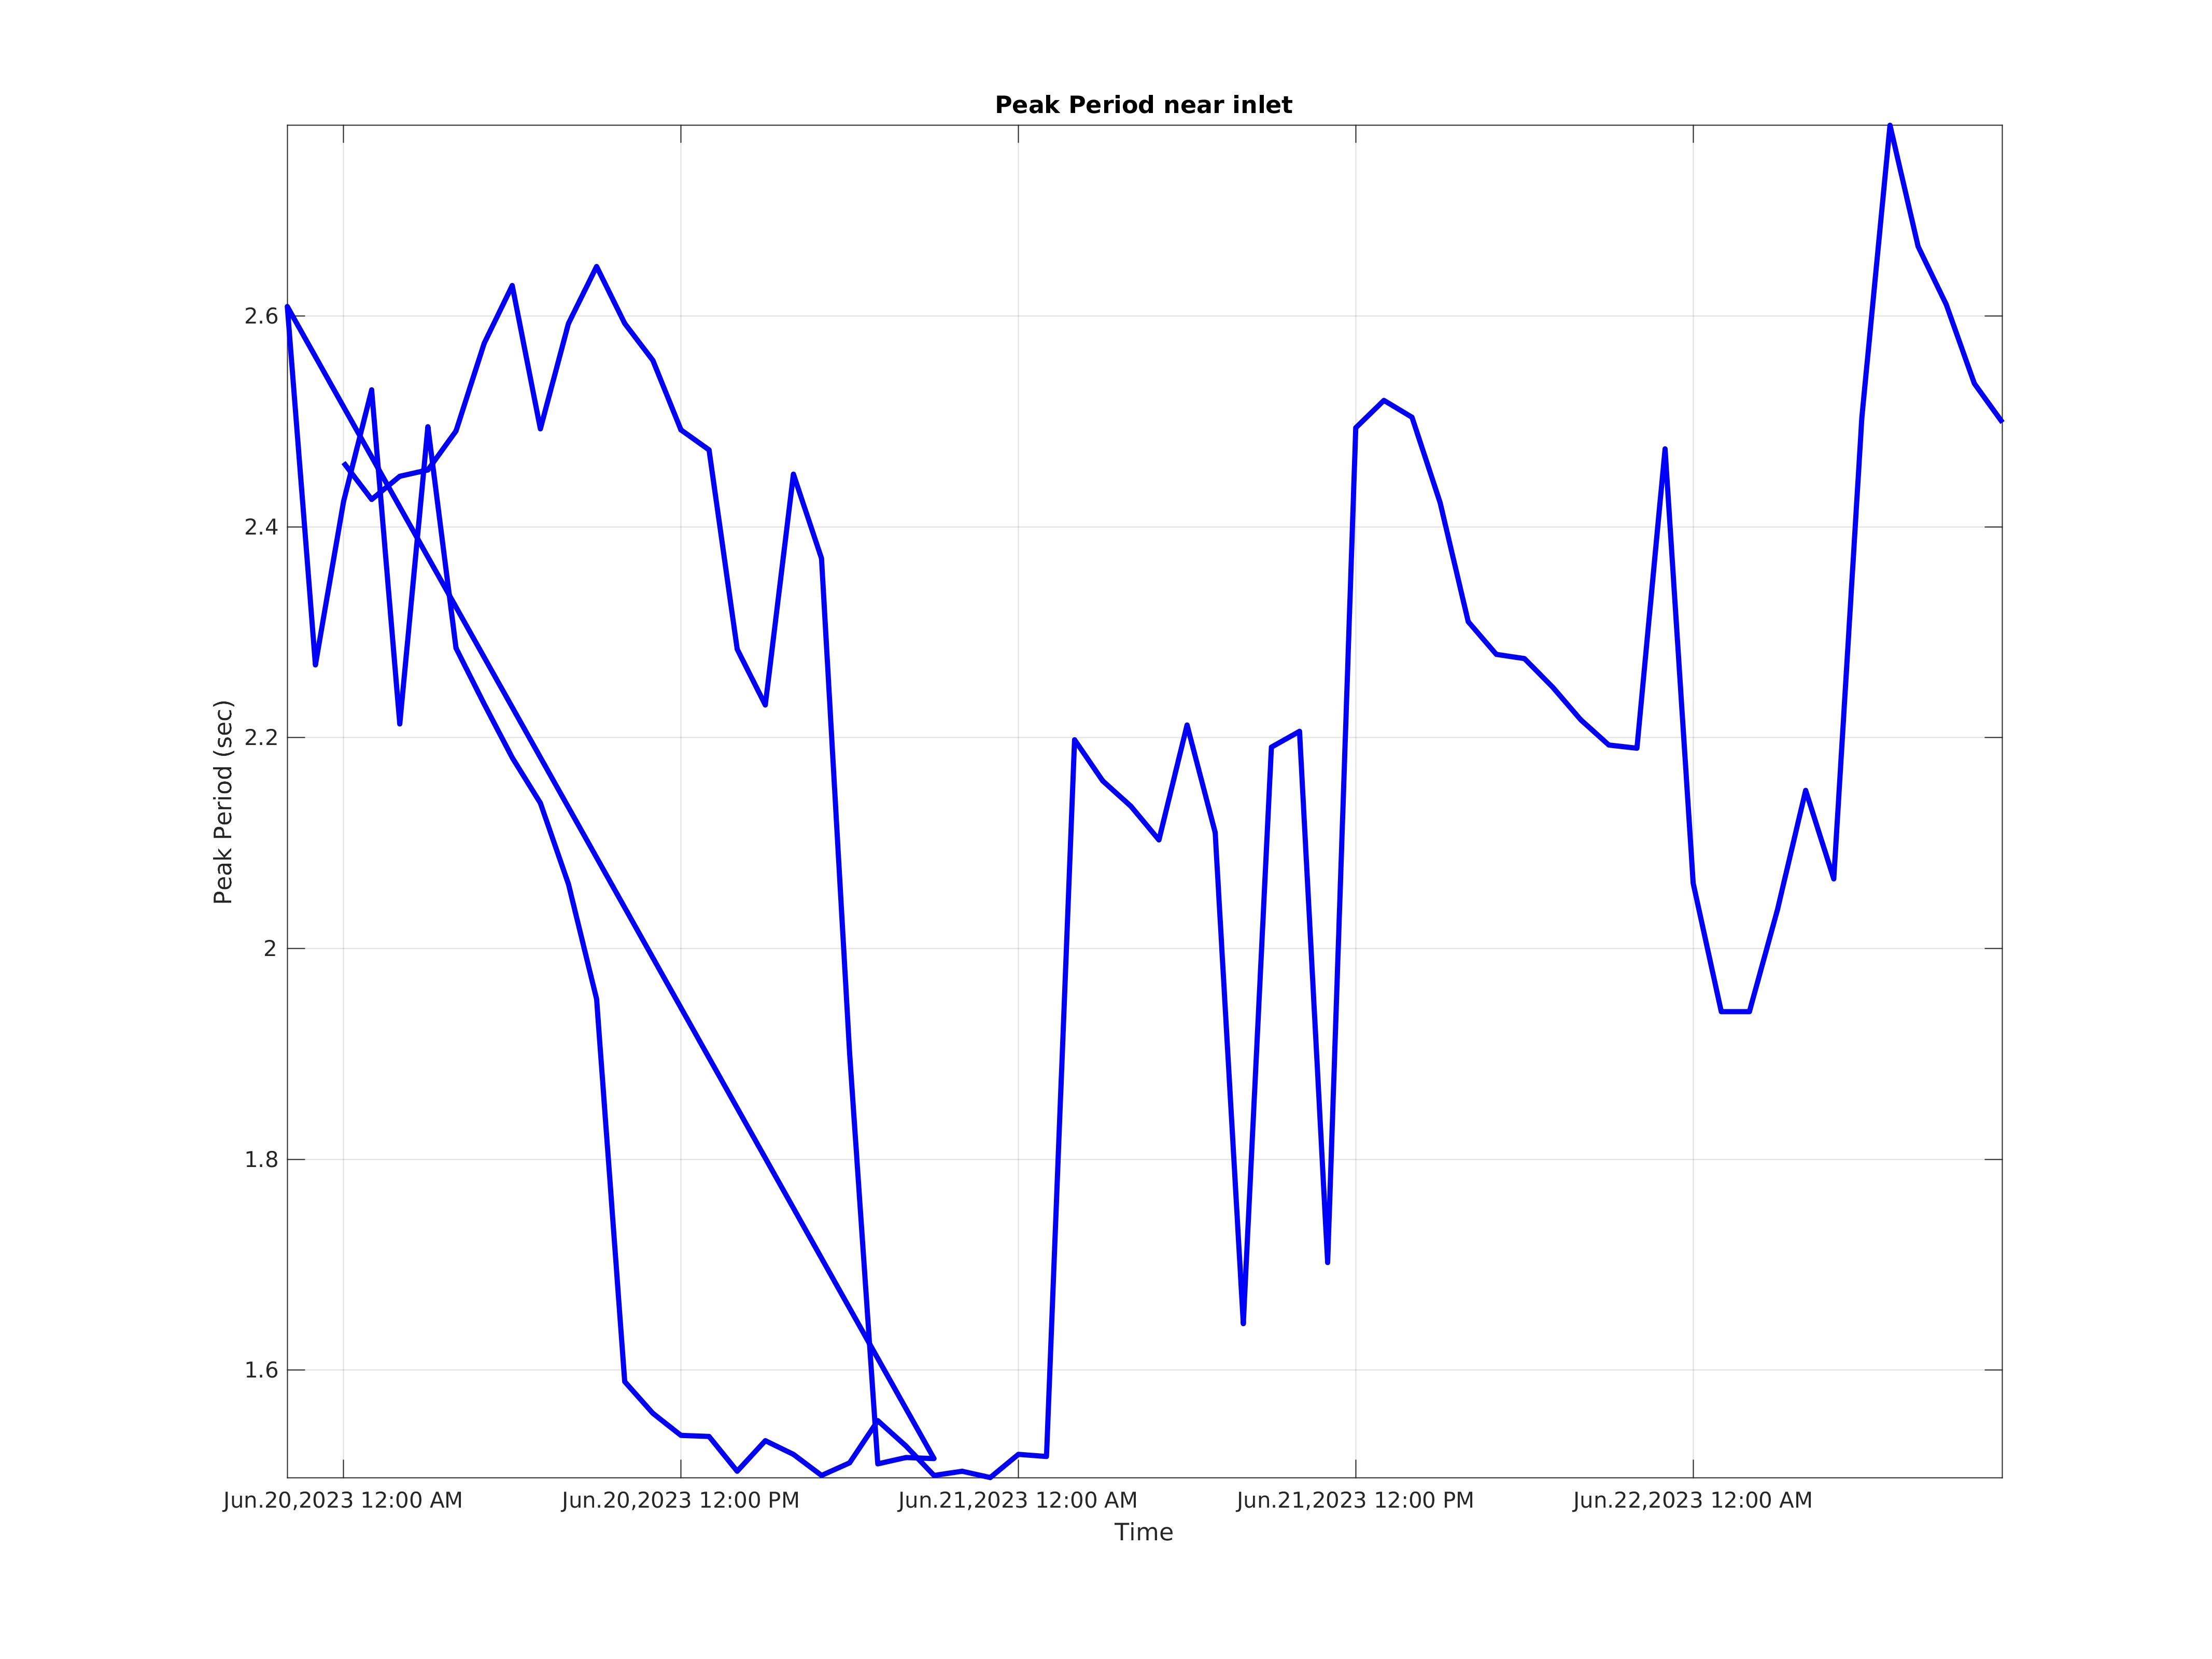 Peak Period near inlet
Peak Period (sec)
2.6
2.4
2.2
2
1.8
1.6
Jun.20,2023 12:00 AM
Jun.20,2023 12:00 PM
Jun.21,2023 12:00 AM
Jun.21,2023 12:00 PM
Jun.22,2023 12:00 AM
Time